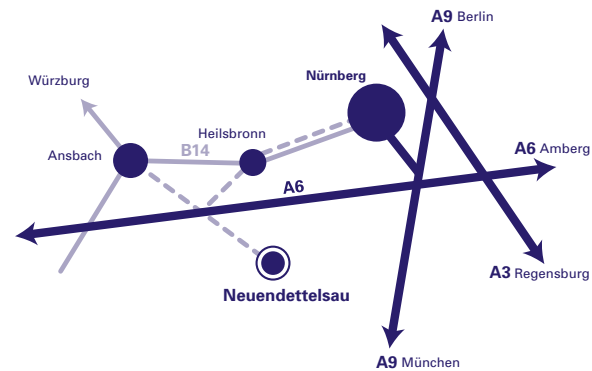 A9 Berlin
Nürnberg
Würzburg
Heilsbronn
A6 Amberg
Ansbach
B14
A6
A3 Regensburg
Neuendettelsau
A9 München